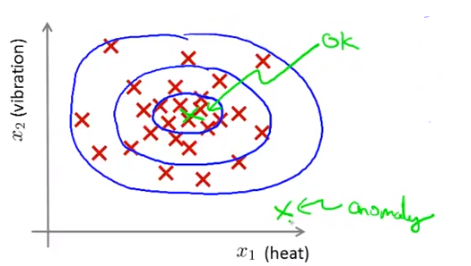 OK
x₂ (vibration)
anomaly
x₁ (heat)